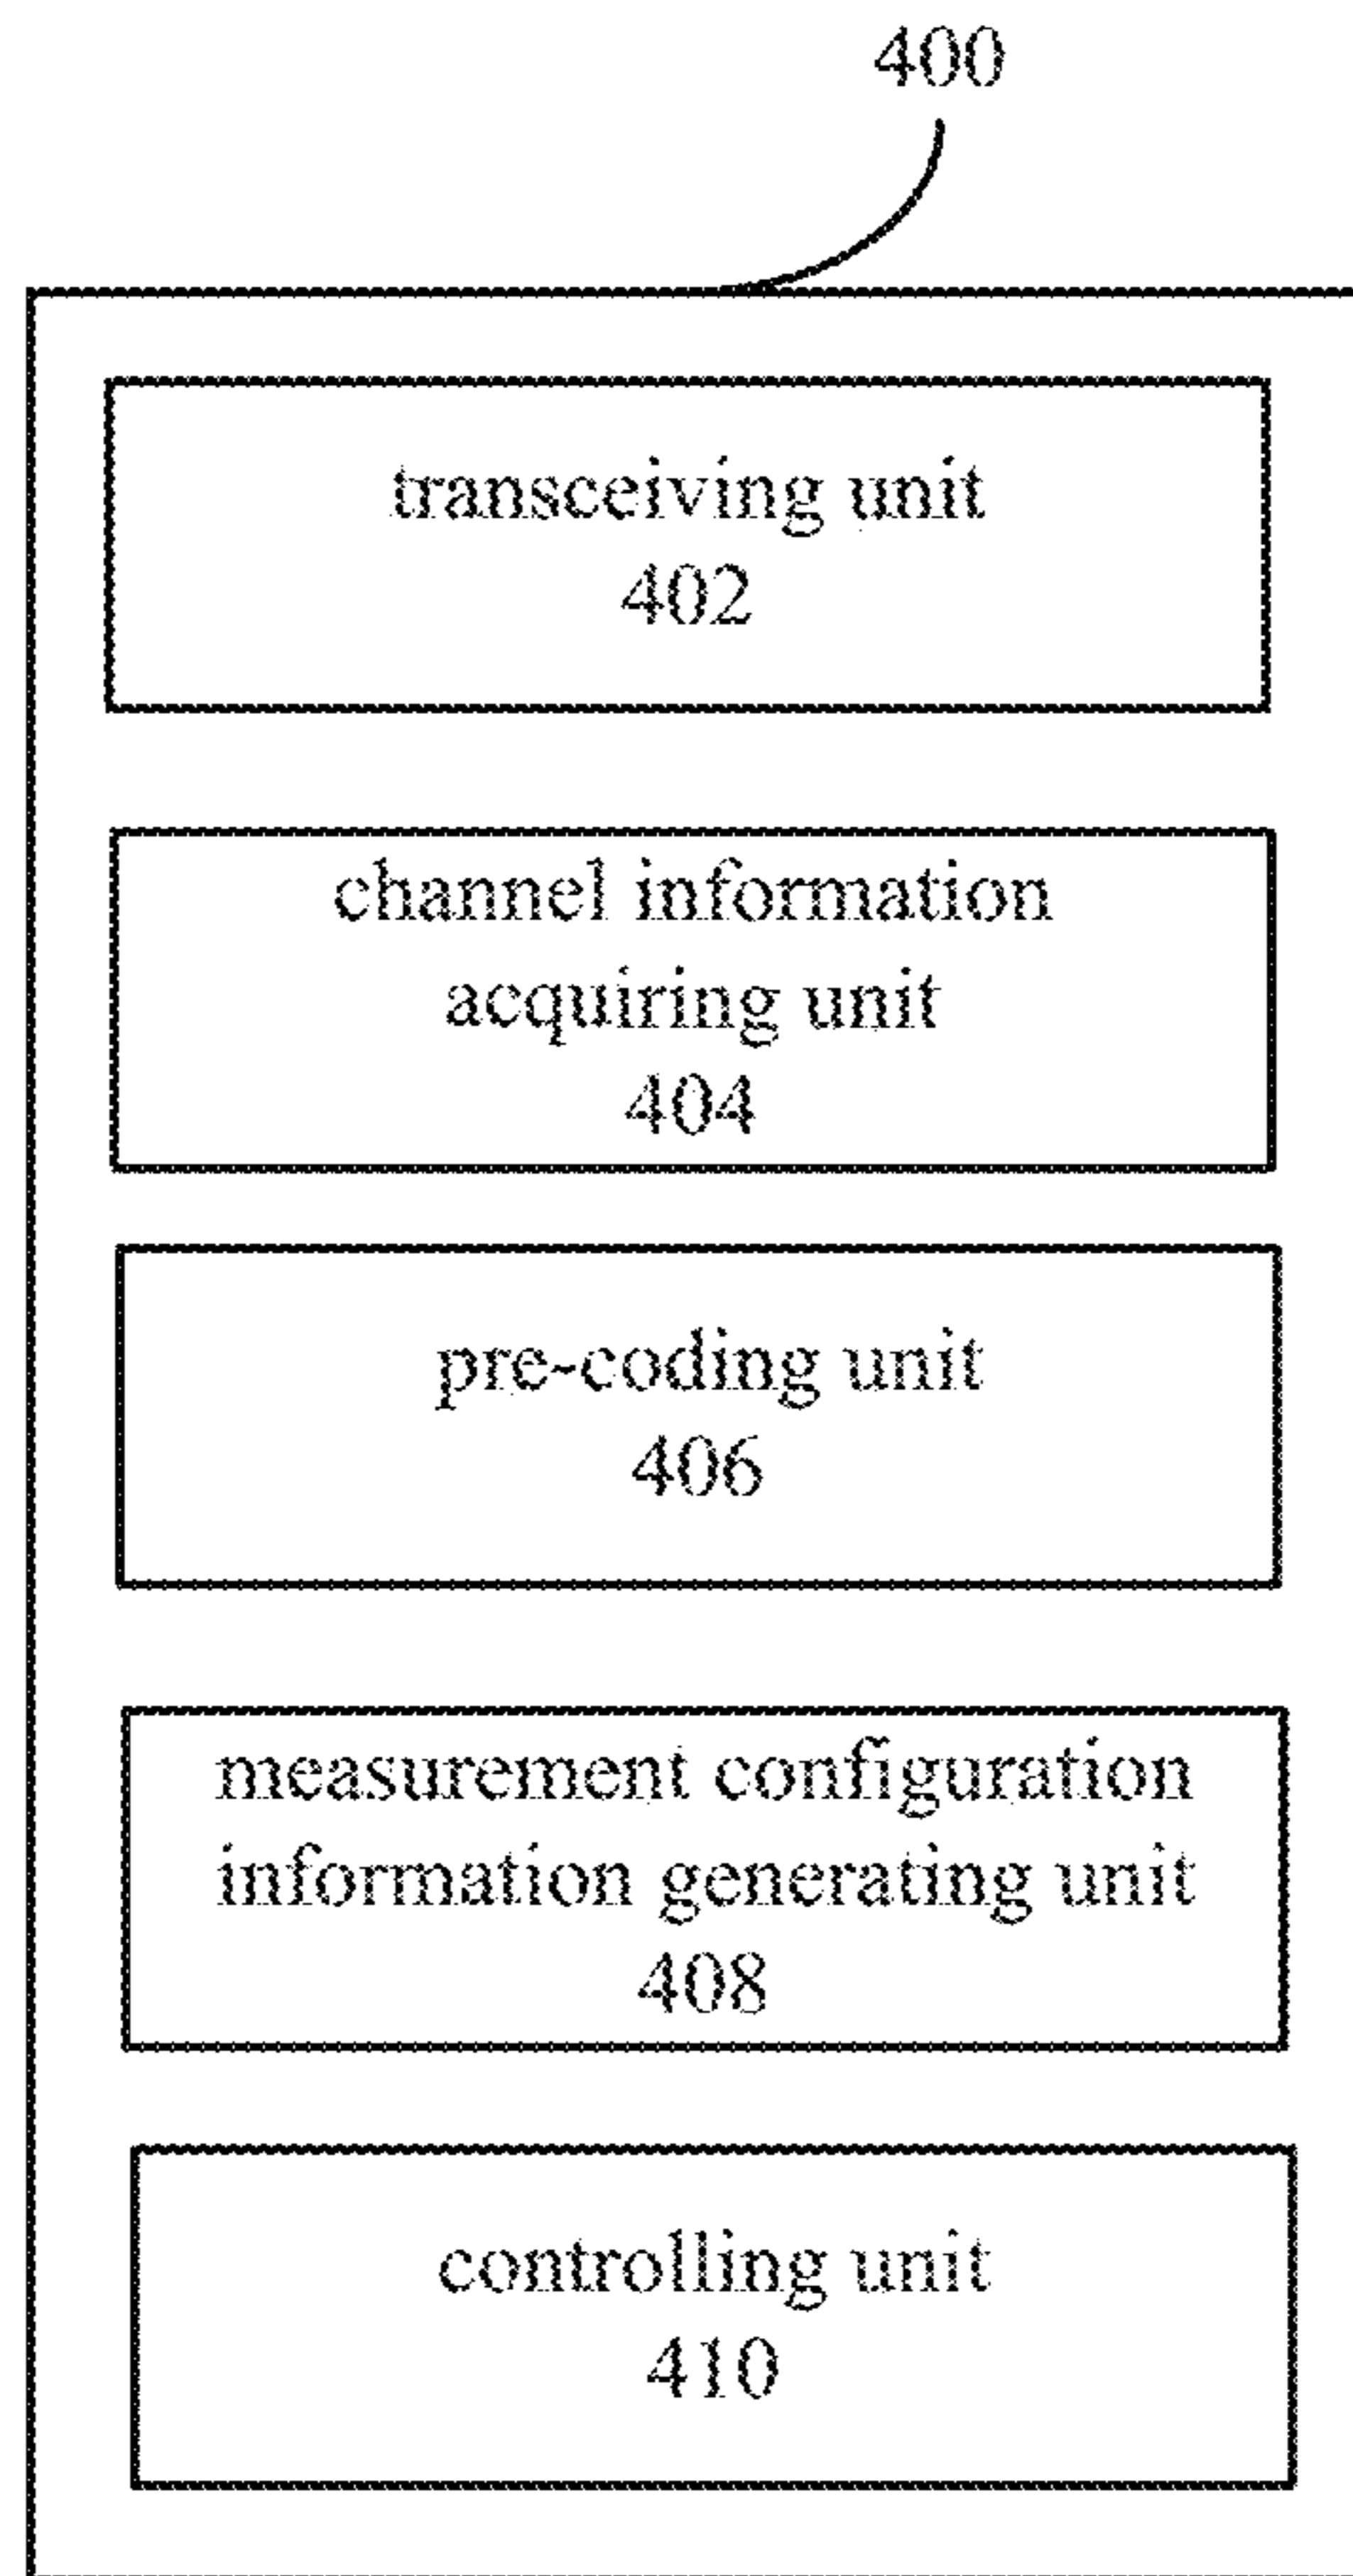 400
transceiving unit
402
channel information
acquiring unit
404
pre-coding unit
406
measurement configuration
information generating unit
408
controlling unit
410